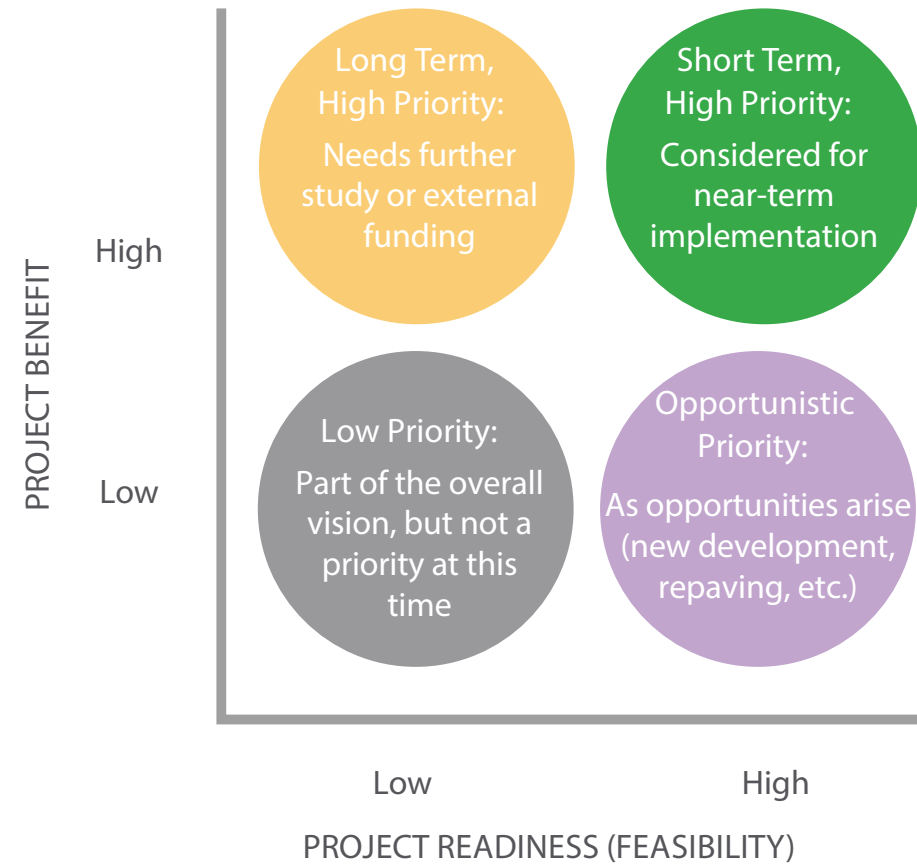 Long Term,
High Priority:
Needs further
study or external
funding
Short Term,
High Priority:
Considered for
near-term
implementation
PROJECT BENEFIT
High
Low
Low Priority:
Part of the overall
vision, but not a
priority at this
time
Opportunistic
Priority:
As opportunities arise
(new development,
repaving, etc.)
Low
High
PROJECT READINESS (FEASIBILITY)